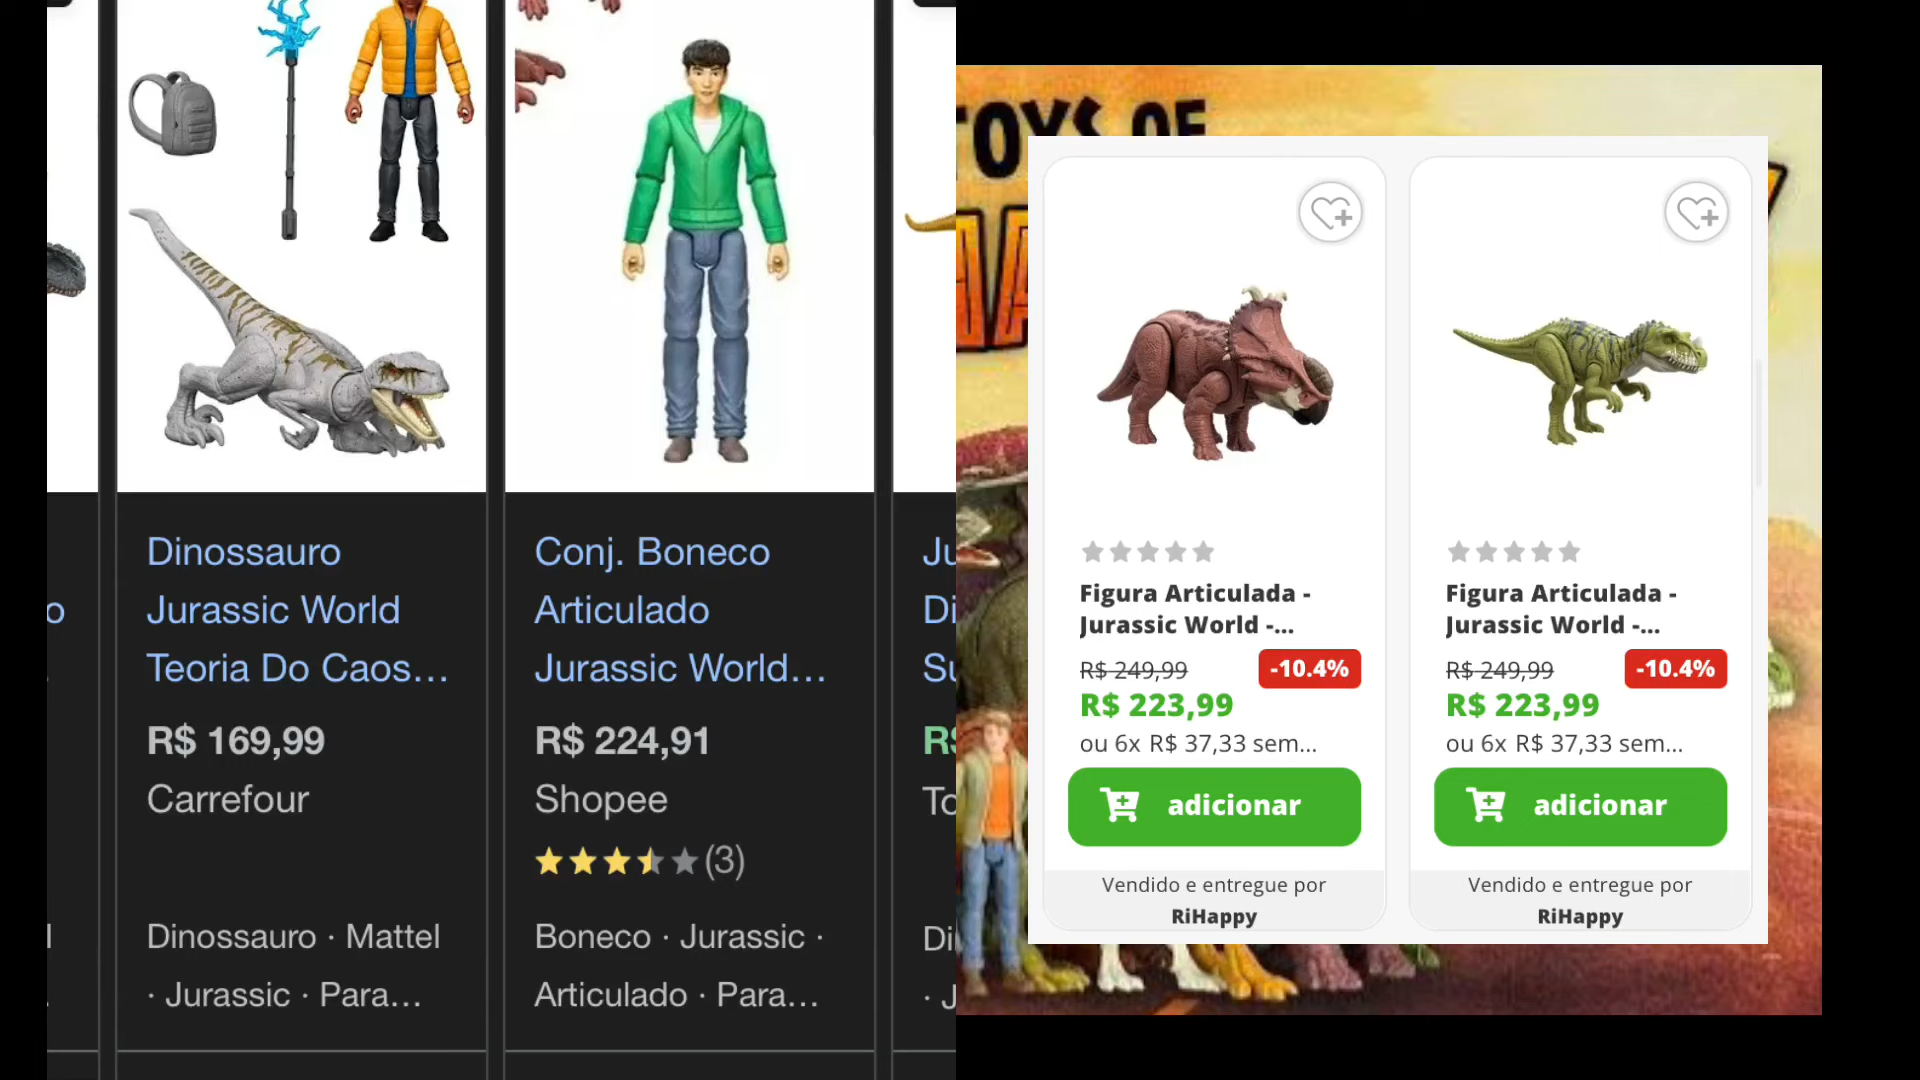 Dinossauro
Jurassic World
Teoria Do Caos...
R$ 169,99
Carrefour
Dinossauro · Mattel
· Jurassic · Para...
Conj. Boneco
Articulado
Jurassic World...
R$ 224,91
Shopee
(3)
Boneco · Jurassic ·
Articulado · Para...
TOYS OF
Figura Articulada -
Jurassic World -...
R$ 249,99
-10.4%
R$ 223,99
ou 6x R$ 37,33 sem...
adicionar
Vendido e entregue por
RiHappy
Figura Articulada -
Jurassic World -...
R$ 249,99
-10.4%
R$ 223,99
ou 6x R$ 37,33 sem...
adicionar
Vendido e entregue por
RiHappy